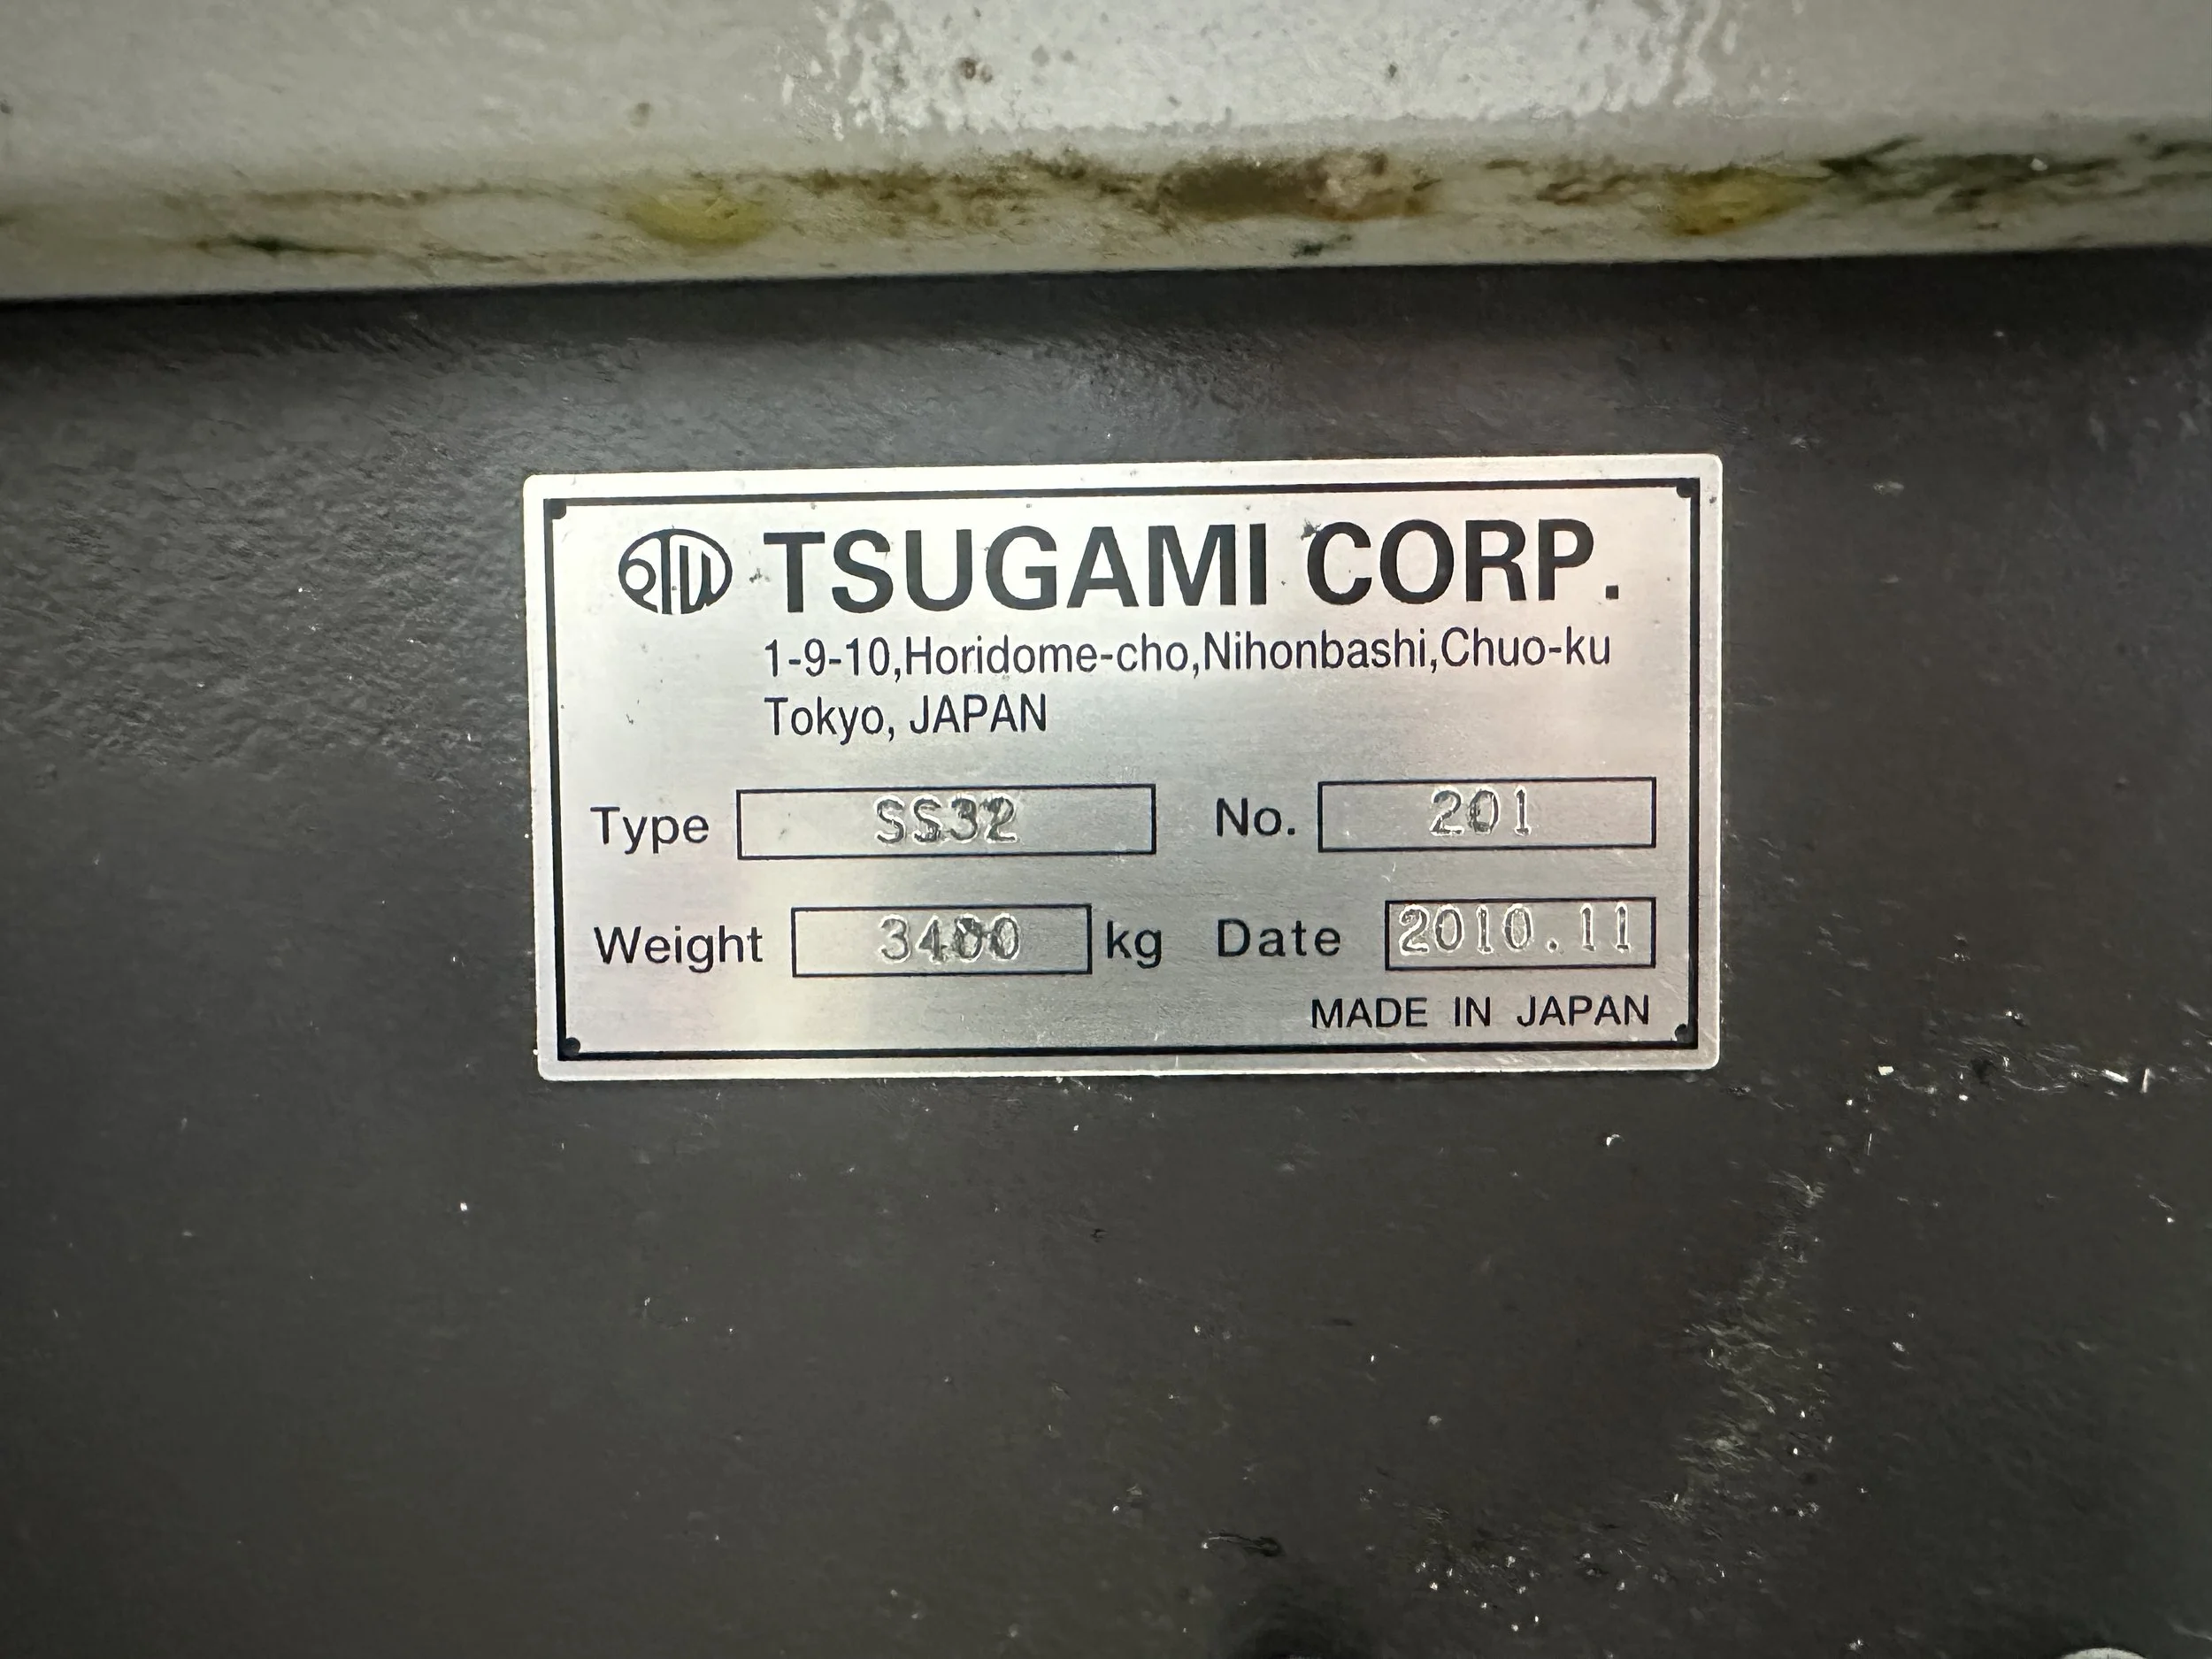 TSUGAMI CORP.
1-9-10,Horidome-cho,Nihonbashi,Chuo-ku
Tokyo, JAPAN
Type SS32 No. 201
Weight 3400 kg Date 2010.11
MADE IN JAPAN